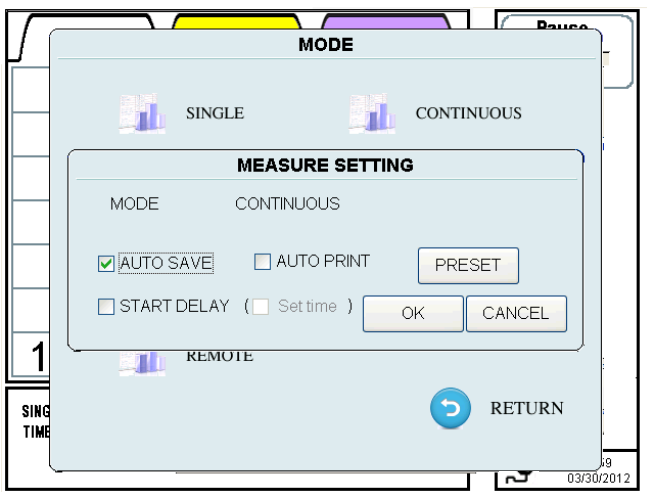 Pause
MODE
SINGLE CONTINUOUS
MEASURE SETTING
MODE CONTINUOUS
AUTO SAVE AUTO PRINT PRESET
START DELAY ( Set time ) OK CANCEL
1
REMOTE
SING
TIME
RETURN
59
03/30/2012